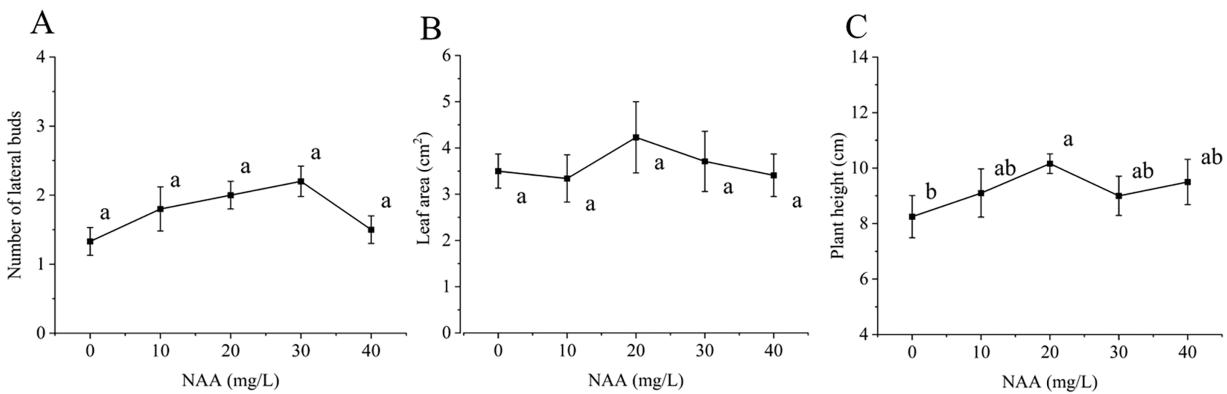 A
Number of lateral buds
4
3
2
1
0
a
a
a
a
a
0 10 20 30 40
NAA (mg/L)
B
Leaf area (cm²)
6
5
4
3
2
1
0
a
a
a
a
a
0 10 20 30 40
NAA (mg/L)
C
Plant height (cm)
14
12
10
8
6
4
b
ab
a
ab
ab
0 10 20 30 40
NAA (mg/L)